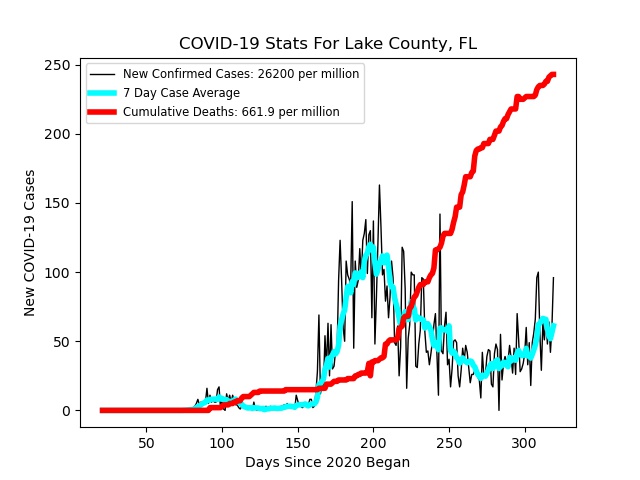 COVID-19 Stats For Lake County, FL
New Confirmed Cases: 26200 per million
7 Day Case Average
Cumulative Deaths: 661.9 per million
New COVID-19 Cases
250
200
150
100
50
0
50 100 150 200 250 300
Days Since 2020 Began